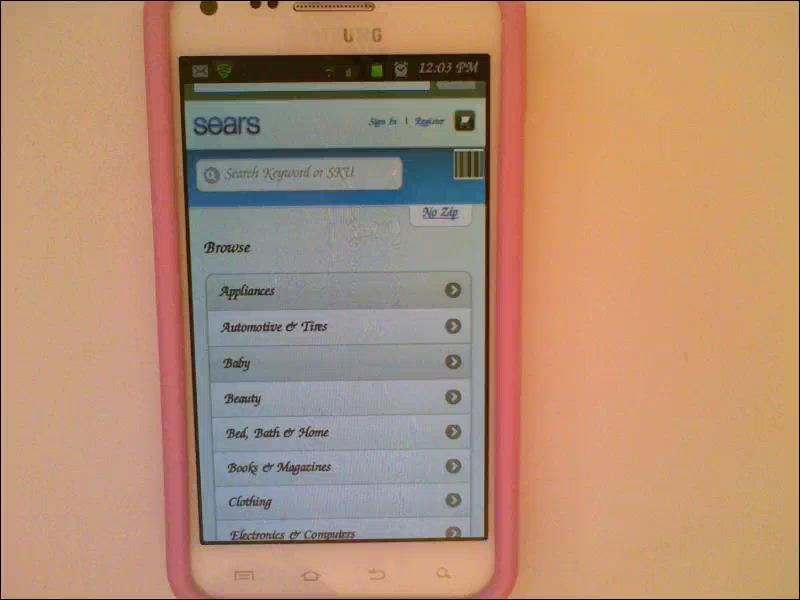 SAMSUNG
12:03 PM
sears
Sign In | Register
Search Keyword or SKU
No Zip
Browse
Appliances
Automotive & Tires
Baby
Beauty
Bed, Bath & Home
Books & Magazines
Clothing
Electronics & Computers